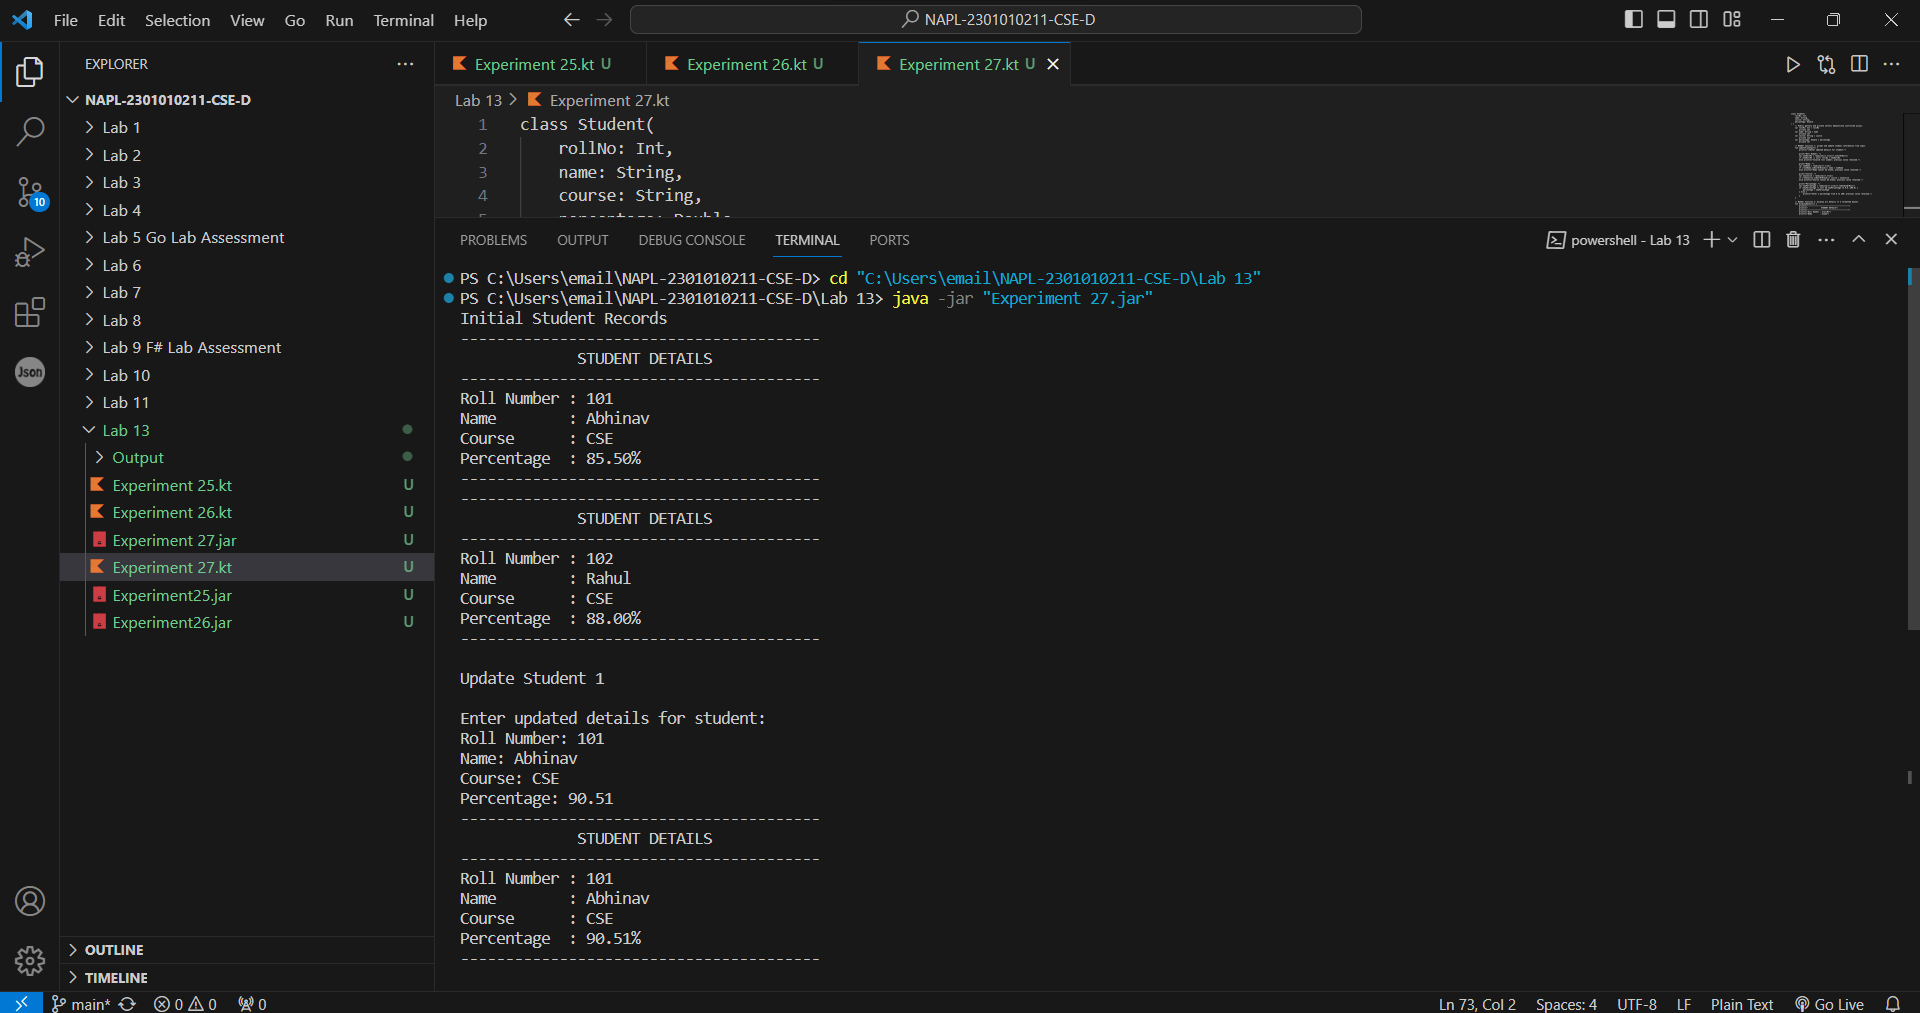 File Edit Selection View Go Run Terminal Help
NAPL-2301010211-CSE-D
EXPLORER
NAPL-2301010211-CSE-D
Lab 1
Lab 2
Lab 3
Lab 4
Lab 5 Go Lab Assessment
Lab 6
Lab 7
Lab 8
Lab 9 F# Lab Assessment
Lab 10
Lab 11
Lab 13
Output
Experiment 25.kt U
Experiment 26.kt U
Experiment 27.jar U
Experiment 27.kt U
Experiment25.jar U
Experiment26.jar U
OUTLINE
TIMELINE
10
Json
Experiment 25.kt U
Experiment 26.kt U
Experiment 27.kt U
Lab 13 > Experiment 27.kt
1 class Student(
2 rollNo: Int,
3 name: String,
4 course: String,
PROBLEMS OUTPUT DEBUG CONSOLE TERMINAL PORTS
powershell - Lab 13
PS C:\Users\email\NAPL-2301010211-CSE-D> cd "C:\Users\email\NAPL-2301010211-CSE-D\Lab 13"
PS C:\Users\email\NAPL-2301010211-CSE-D\Lab 13> java -jar "Experiment 27.jar"
Initial Student Records
----------------------------------------
STUDENT DETAILS
----------------------------------------
Roll Number : 101
Name : Abhinav
Course : CSE
Percentage : 85.50%
----------------------------------------
----------------------------------------
STUDENT DETAILS
----------------------------------------
Roll Number : 102
Name : Rahul
Course : CSE
Percentage : 88.00%
----------------------------------------
Update Student 1
Enter updated details for student:
Roll Number: 101
Name: Abhinav
Course: CSE
Percentage: 90.51
----------------------------------------
STUDENT DETAILS
----------------------------------------
Roll Number : 101
Name : Abhinav
Course : CSE
Percentage : 90.51%
----------------------------------------
main* 0 0 0
Ln 73, Col 2 Spaces: 4 UTF-8 LF Plain Text Go Live